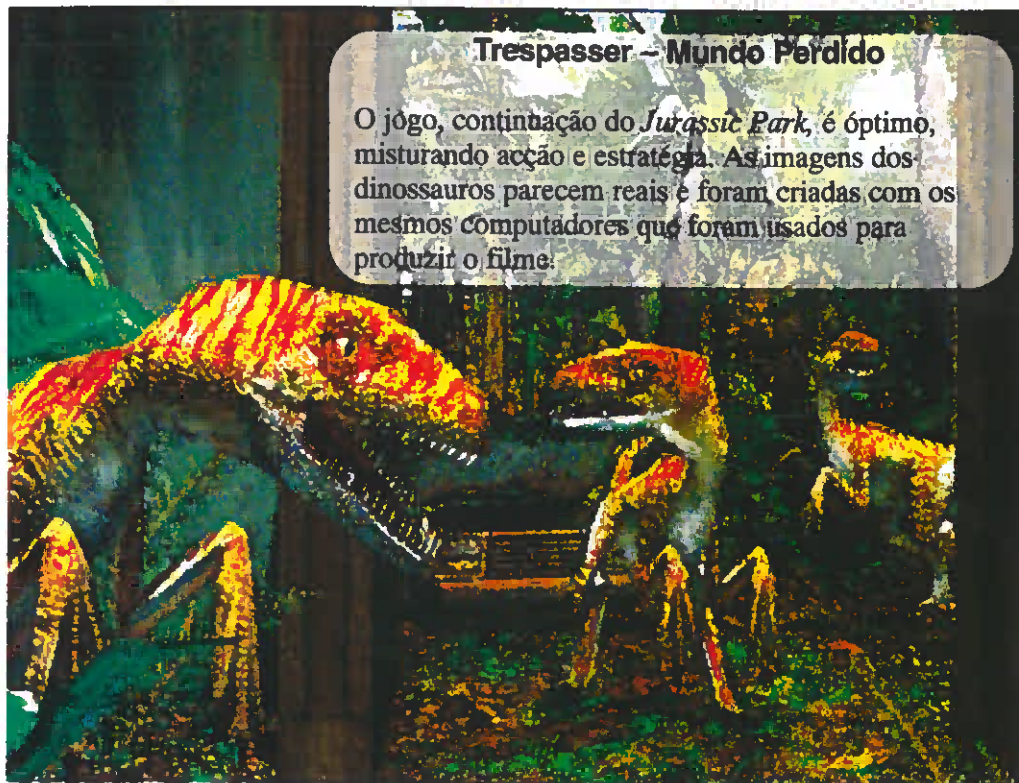 Trespasser – Mundo Perdido
O jogo, continuação do Jurassic Park, é óptimo,
misturando acção e estratégia. As imagens dos
dinossauros parecem reais e foram criadas com os
mesmos computadores que foram usados para
produzir o filme.